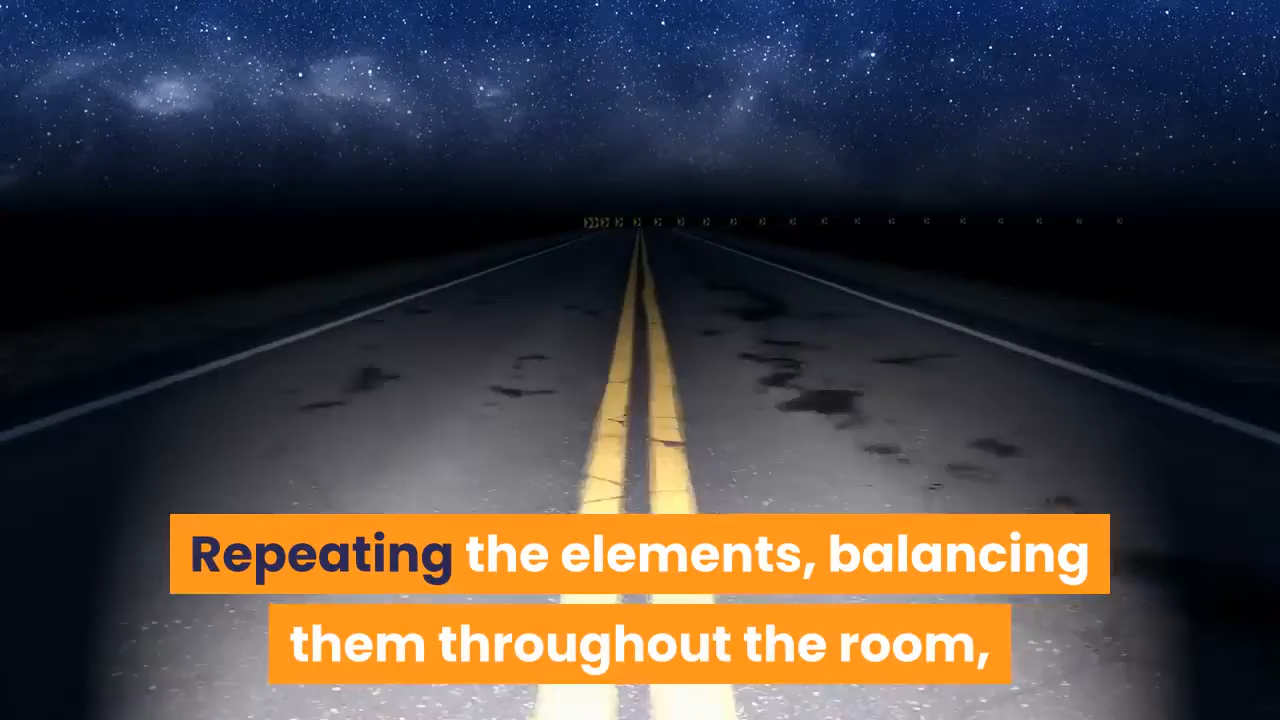 Repeating the elements, balancing
them throughout the room,